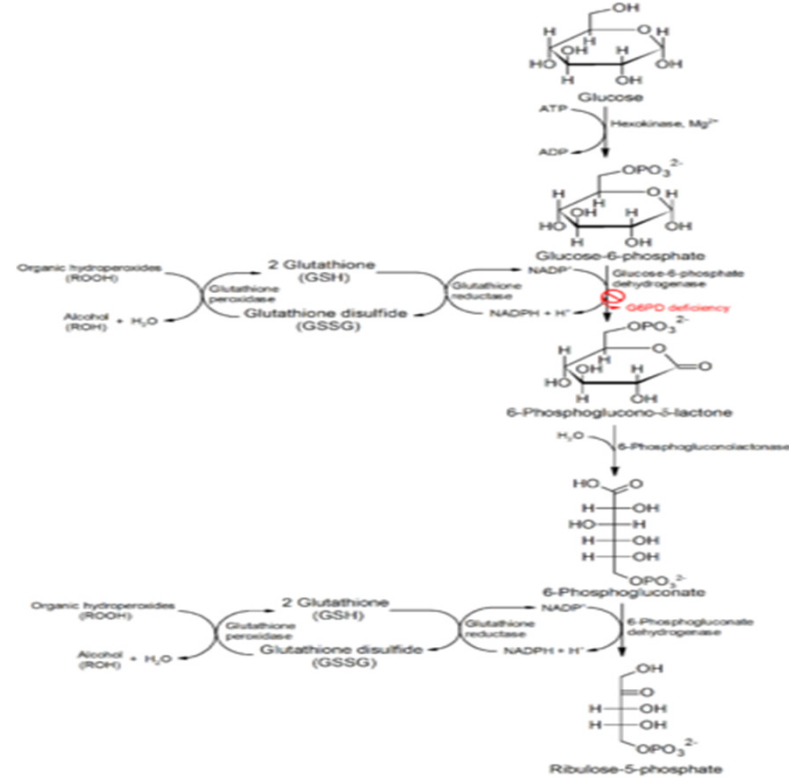 OH
H
O
H
H
OH
H
HO
OH
H
OH
Glucose
ATP
Hexokinase, Mg²⁺
ADP
OPO₃²⁻
H
O
H
H
OH
H
HO
OH
H
OH
Glucose-6-phosphate
Organic hydroperoxides
(ROOH)
2 Glutathione
(GSH)
NADP⁺
Glucose-6-phosphate
dehydrogenase
Glutathione
peroxidase
Glutathione
reductase
G6PD deficiency
Alcohol
(ROH) + H₂O
Glutathione disulfide
(GSSG)
NADPH + H⁺
OPO₃²⁻
H
O
H
OH
H
O
HO
H
OH
6-Phosphoglucono-δ-lactone
H₂O
6-Phosphogluconolactonase
HO
O
H
OH
HO
H
H
OH
H
OH
OPO₃²⁻
6-Phosphogluconate
Organic hydroperoxides
(ROOH)
2 Glutathione
(GSH)
NADP⁺
6-Phosphogluconate
dehydrogenase
Glutathione
peroxidase
Glutathione
reductase
Alcohol
(ROH) + H₂O
Glutathione disulfide
(GSSG)
NADPH + H⁺
OH
O
H
OH
H
OH
OPO₃²⁻
Ribulose-5-phosphate